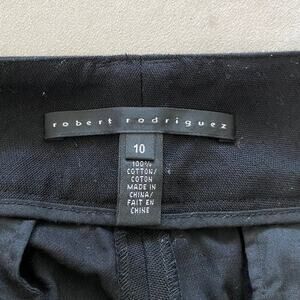 robert rodriguez
10
100%
COTTON/
COTON
MADE IN
CHINA/
FAIT EN
CHINE